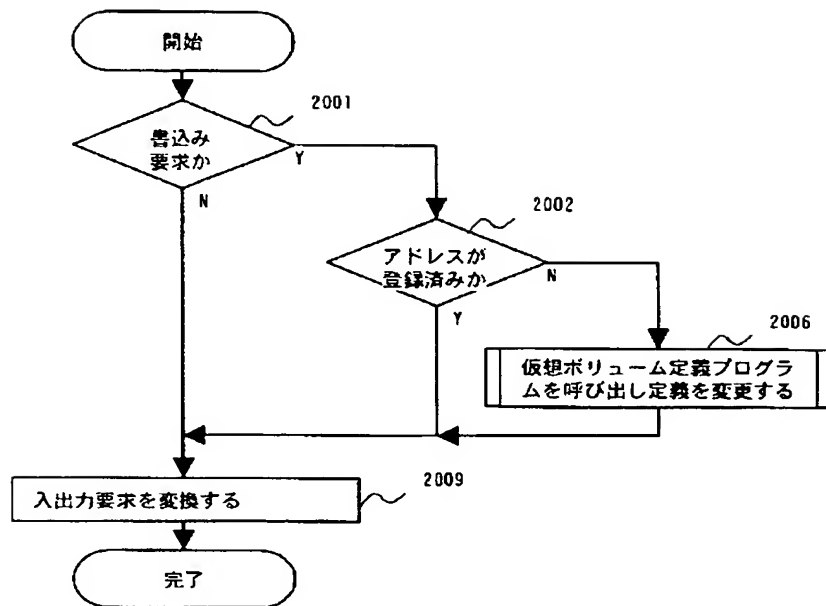 開始
2001
書込み
要求か
Y
N
2002
アドレスが
登録済みか
N
Y
2006
仮想ボリューム定義プログラ
ムを呼び出し定義を変更する
2009
入出力要求を変換する
完了